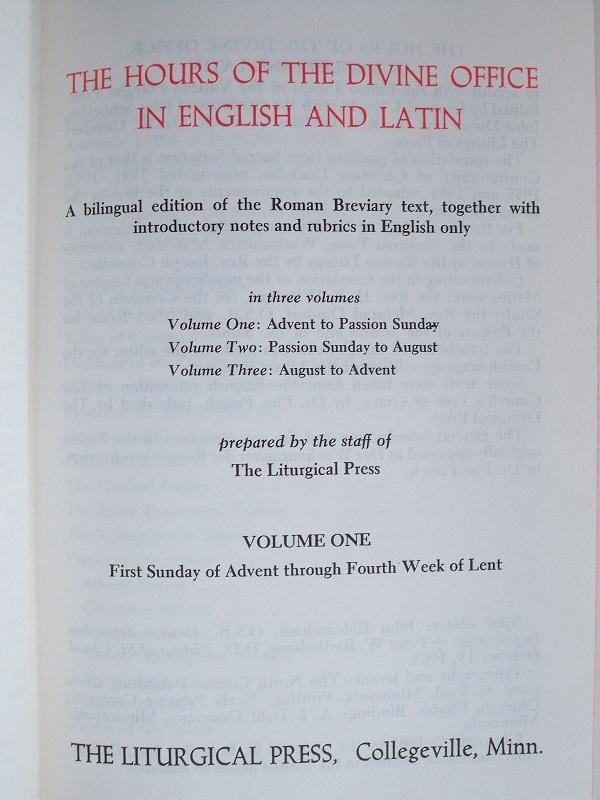 THE HOURS OF THE DIVINE OFFICE
IN ENGLISH AND LATIN
A bilingual edition of the Roman Breviary text, together with
introductory notes and rubrics in English only
in three volumes
Volume One: Advent to Passion Sunday
Volume Two: Passion Sunday to August
Volume Three: August to Advent
prepared by the staff of
The Liturgical Press
VOLUME ONE
First Sunday of Advent through Fourth Week of Lent
THE LITURGICAL PRESS, Collegeville, Minn.